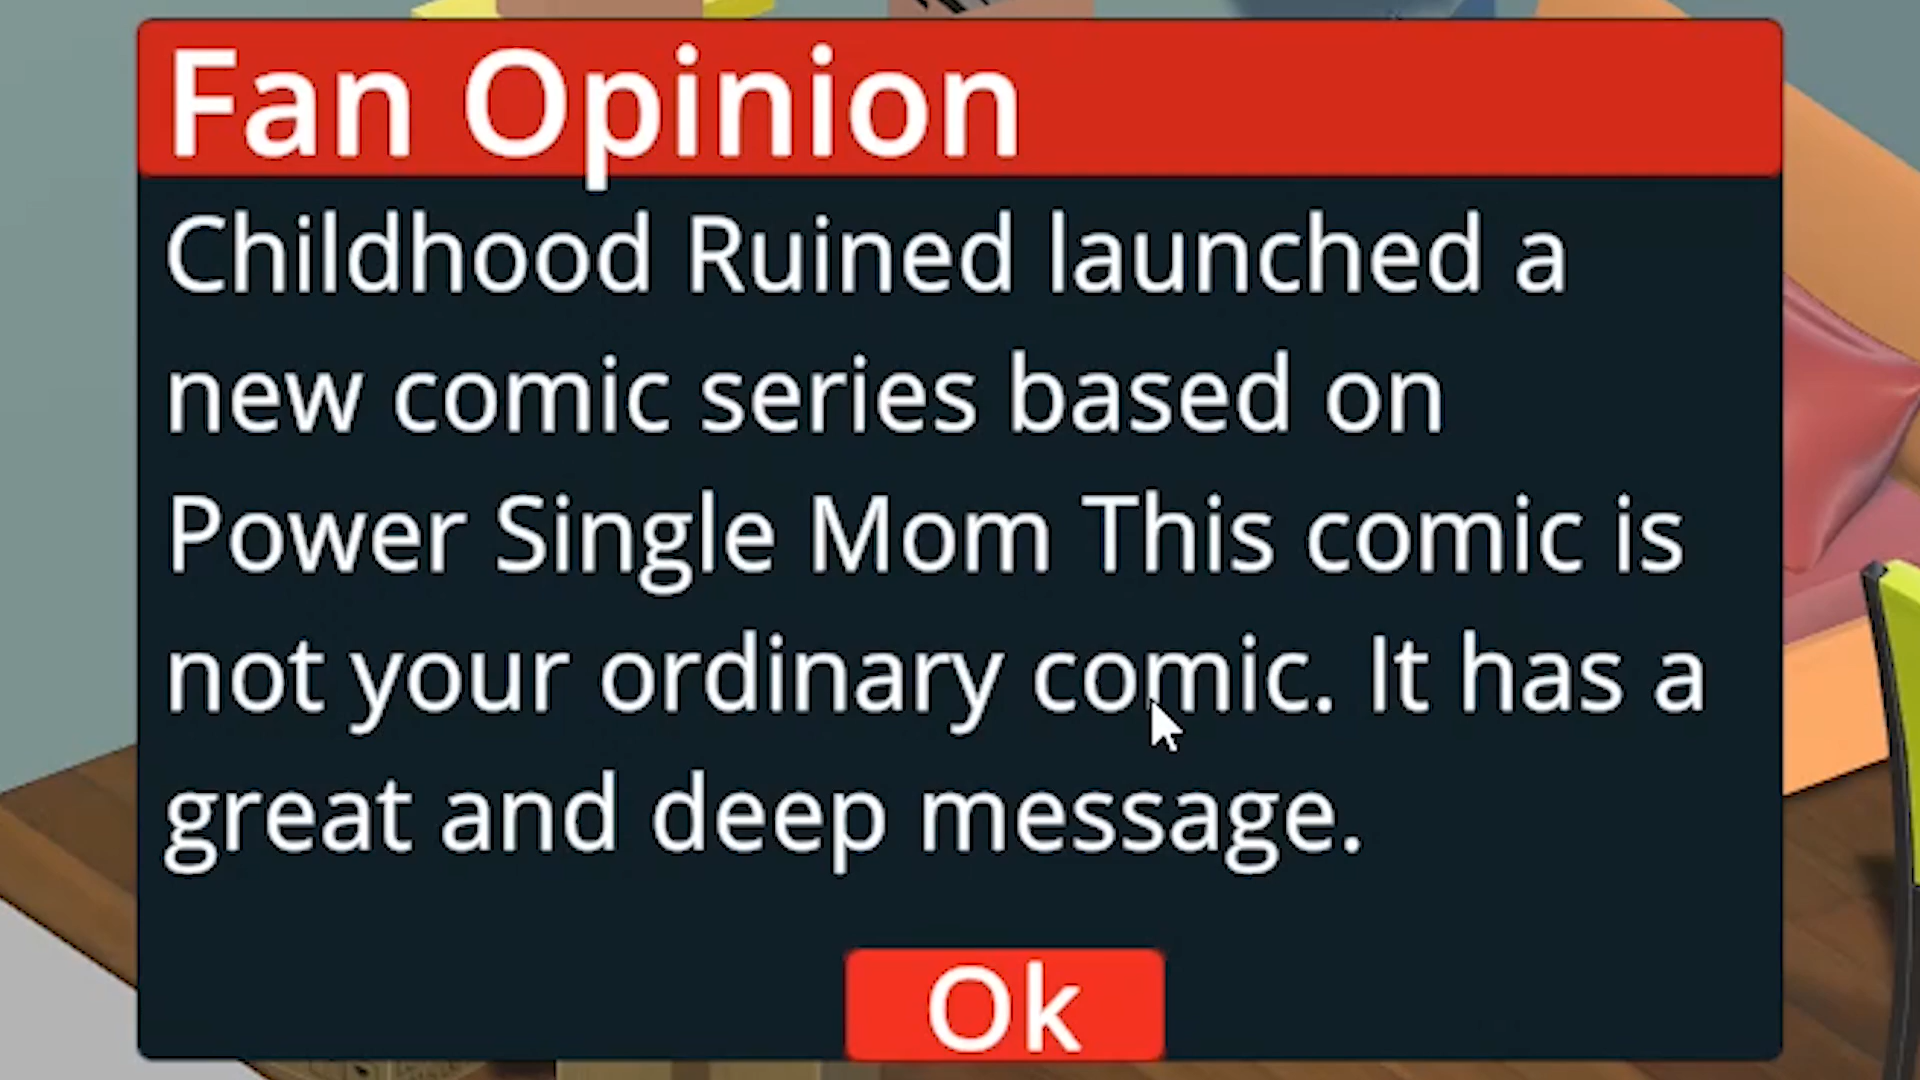 Fan Opinion
Childhood Ruined launched a
new comic series based on
Power Single Mom This comic is
not your ordinary comic. It has a
great and deep message.
Ok